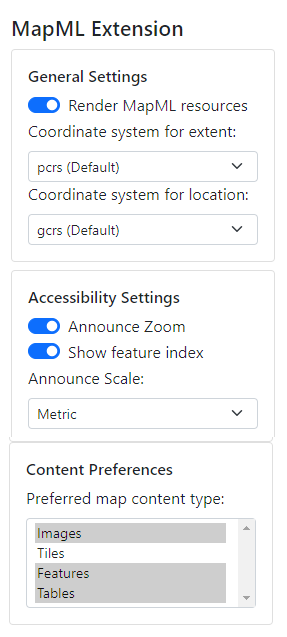 MapML Extension
General Settings
Render MapML resources
Coordinate system for extent:
pcrs (Default)
Coordinate system for location:
gcrs (Default)
Accessibility Settings
Announce Zoom
Show feature index
Announce Scale:
Metric
Content Preferences
Preferred map content type:
Images
Tiles
Features
Tables